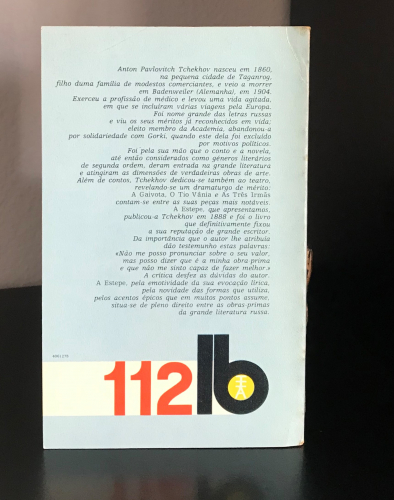 Anton Pavlovitch Tchekhov nasceu em 1860,
na pequena cidade de Taganrog,
filho duma família de modestos comerciantes, e veio a morrer
em Badenweiler (Alemanha), em 1904.
Exerceu a profissão de médico e levou uma vida agitada,
em que se incluíram várias viagens pela Europa.
Foi nome grande das letras russas
e viu os seus méritos já reconhecidos em vida;
eleito membro da Academia, abandonou-a
por solidariedade com Gorki, quando dela foi excluído
por motivos políticos.
Foi pela sua mão que o conto e a novela,
até então considerados como géneros literários
de segunda ordem, deram entrada na grande literatura
e atingiram as dimensões de verdadeiras obras de arte.
Além de contos, Tchekhov dedicou-se também ao teatro,
revelando-se um dramaturgo de mérito:
A Gaivota, O Tio Vânia e As Três Irmãs
contam-se entre as suas peças mais notáveis.
A Estepe, que apresentamos,
publicou-a Tchekhov em 1888 e foi o livro
que definitivamente fixou
a sua reputação de grande escritor.
Da importância que o autor lhe atribuía
dão testemunho estas palavras:
«Não me posso pronunciar sobre o seu valor,
mas posso dizer que é a minha obra-prima
e que não me sinto capaz de fazer melhor.»
A crítica desfez as dúvidas do autor.
A Estepe, pela emotividade da sua evocação lírica,
pela novidade das formas que utiliza,
pelos acentos épicos que em muitos pontos assume,
situa-se de pleno direito entre as obras-primas
da grande literatura russa.
112 lb